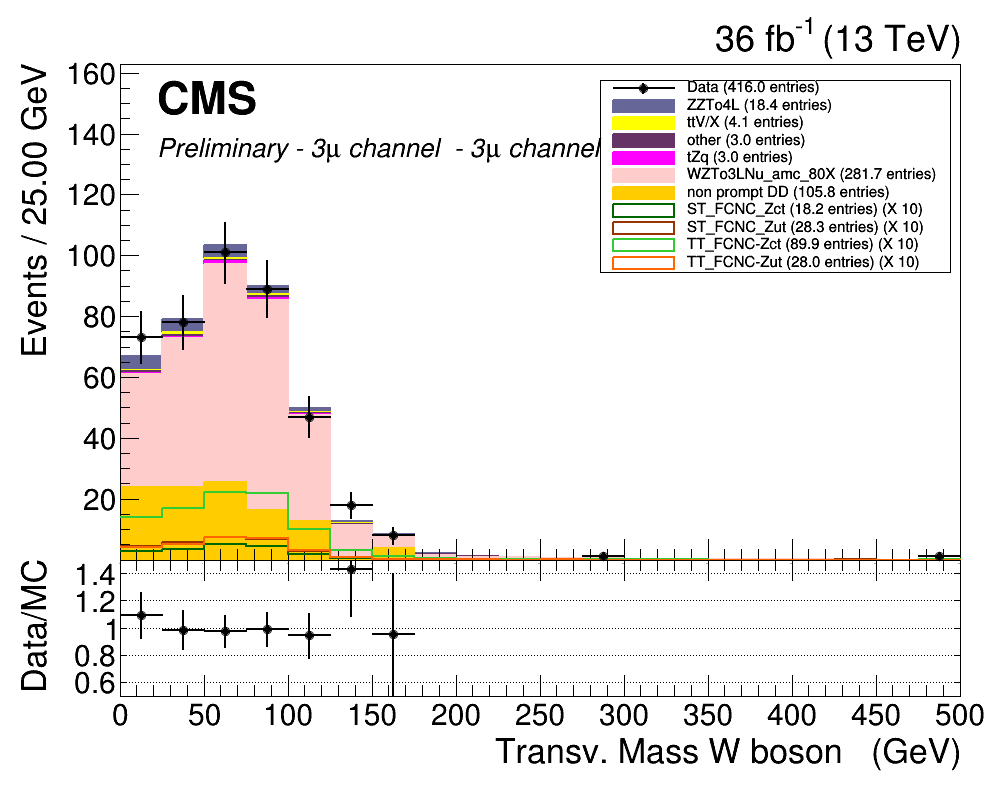 36 fb-1 (13 TeV)
Events / 25.00 GeV
160
140
120
100
80
60
40
20
CMS
Preliminary - 3μ channel - 3μ channel
Data (416.0 entries)
ZZTo4L (18.4 entries)
ttV/X (4.1 entries)
other (3.0 entries)
tZq (3.0 entries)
WZTo3LNu_amc_80X (281.7 entries)
non prompt DD (105.8 entries)
ST_FCNC_Zct (18.2 entries) (X 10)
ST_FCNC_Zut (28.3 entries) (X 10)
TT_FCNC-Zct (89.9 entries) (X 10)
TT_FCNC-Zut (28.0 entries) (X 10)
Data/MC
1.4
1.2
1
0.8
0.6
0 50 100 150 200 250 300 350 400 450 500
Transv. Mass W boson (GeV)